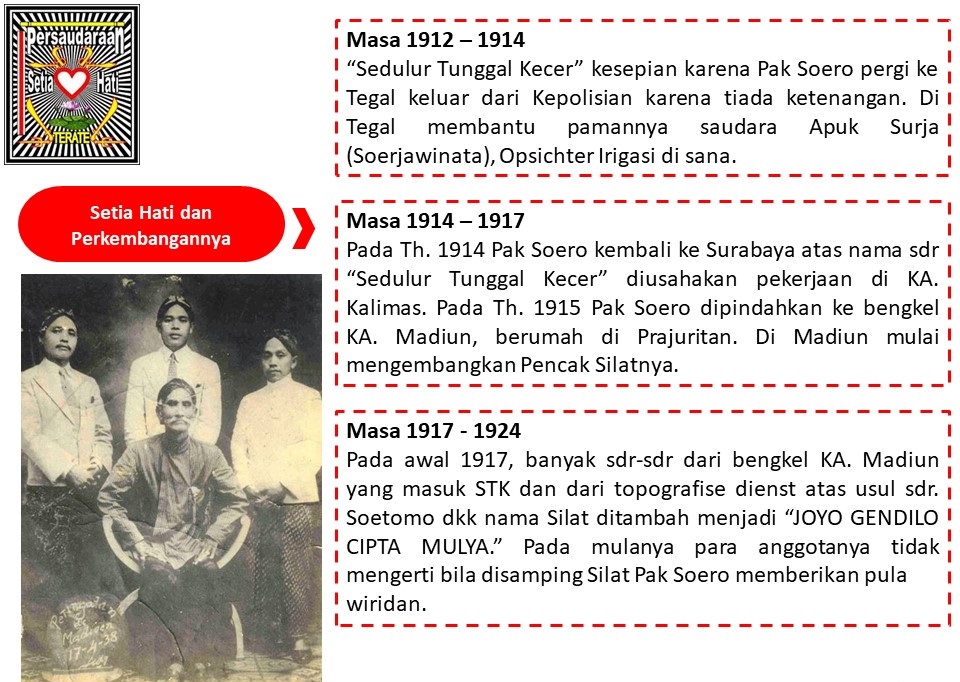 Persaudaraan
Setia Hati
TERATE
Masa 1912 – 1914
“Sedulur Tunggal Kecer” kesepian karena Pak Soero pergi ke
Tegal keluar dari Kepolisian karena tiada ketenangan. Di
Tegal membantu pamannya saudara Apuk Surja
(Soerjawinata), Opsichter Irigasi di sana.
Setia Hati dan
Perkembangannya
Masa 1914 – 1917
Pada Th. 1914 Pak Soero kembali ke Surabaya atas nama sdr
“Sedulur Tunggal Kecer” diusahakan pekerjaan di KA.
Kalimas. Pada Th. 1915 Pak Soero dipindahkan ke bengkel
KA. Madiun, berumah di Prajuritan. Di Madiun mulai
mengembangkan Pencak Silatnya.
Masa 1917 - 1924
Pada awal 1917, banyak sdr-sdr dari bengkel KA. Madiun
yang masuk STK dan dari topografise dienst atas usul sdr.
Soetomo dkk nama Silat ditambah menjadi “JOYO GENDILO
CIPTA MULYA.” Pada mulanya para anggotanya tidak
mengerti bila disamping Silat Pak Soero memberikan pula
wiridan.
Madiun
17-4-38